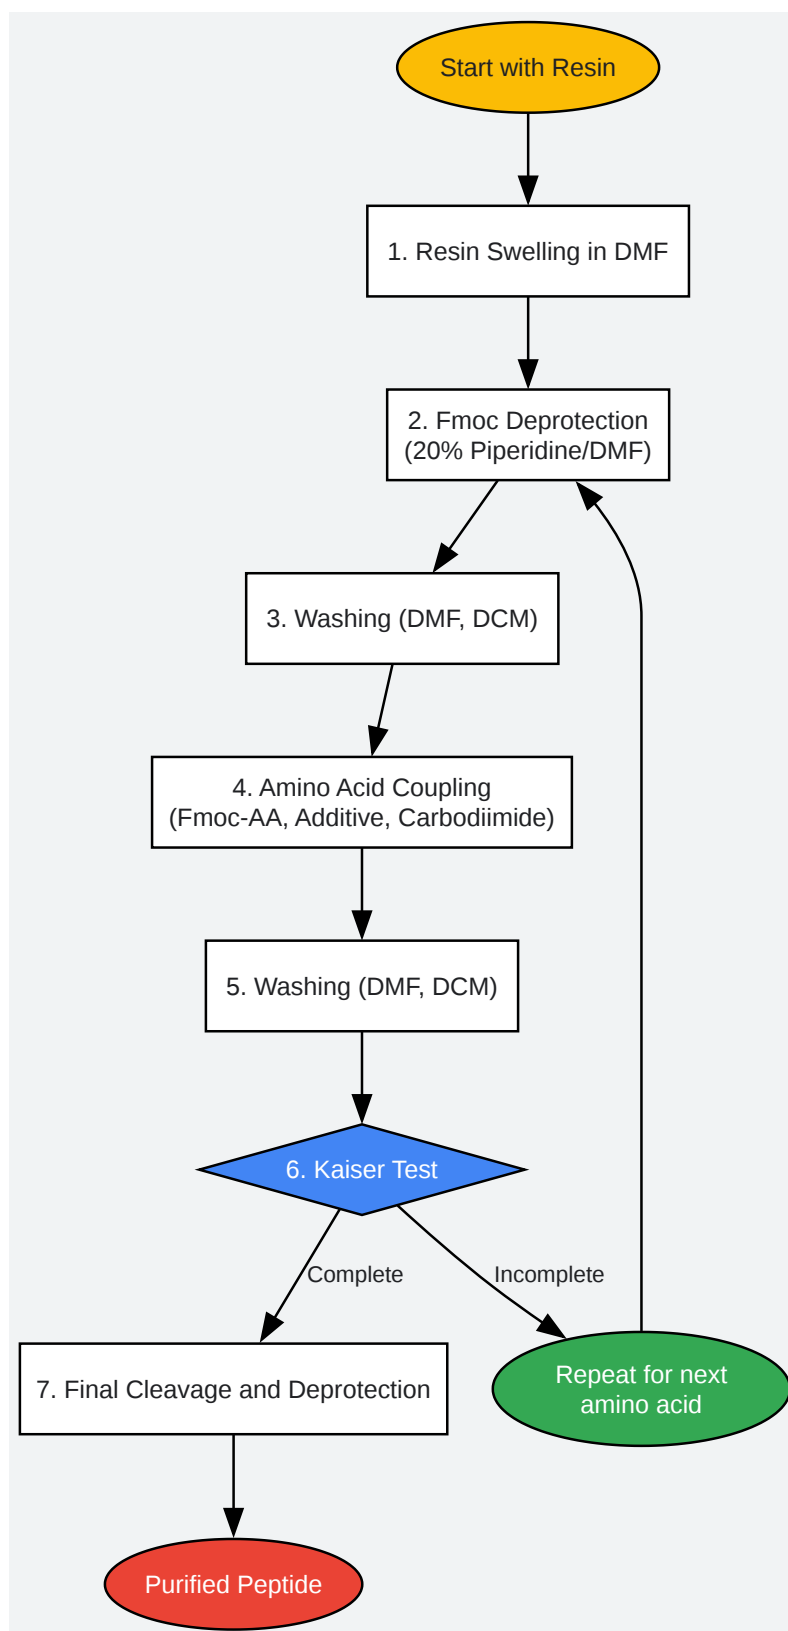 Start with Resin
1. Resin Swelling in DMF
2. Fmoc Deprotection
(20% Piperidine/DMF)
3. Washing (DMF, DCM)
4. Amino Acid Coupling
(Fmoc-AA, Additive, Carbodiimide)
5. Washing (DMF, DCM)
6. Kaiser Test
Complete
Incomplete
7. Final Cleavage and Deprotection
Repeat for next
amino acid
Purified Peptide